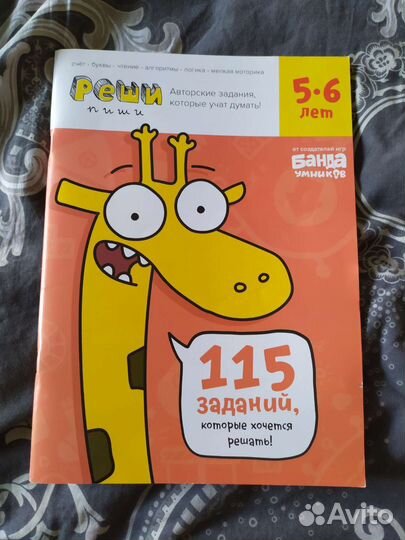 счёт • буквы • чтение • алгоритмы • логика • мелкая моторика
Реши
пиши
Авторские задания,
которые учат думать!
5-6
лет
от создателей игр
БАНДА
УМНИКОВ
115
заданий,
которые хочется
решать!
Avito